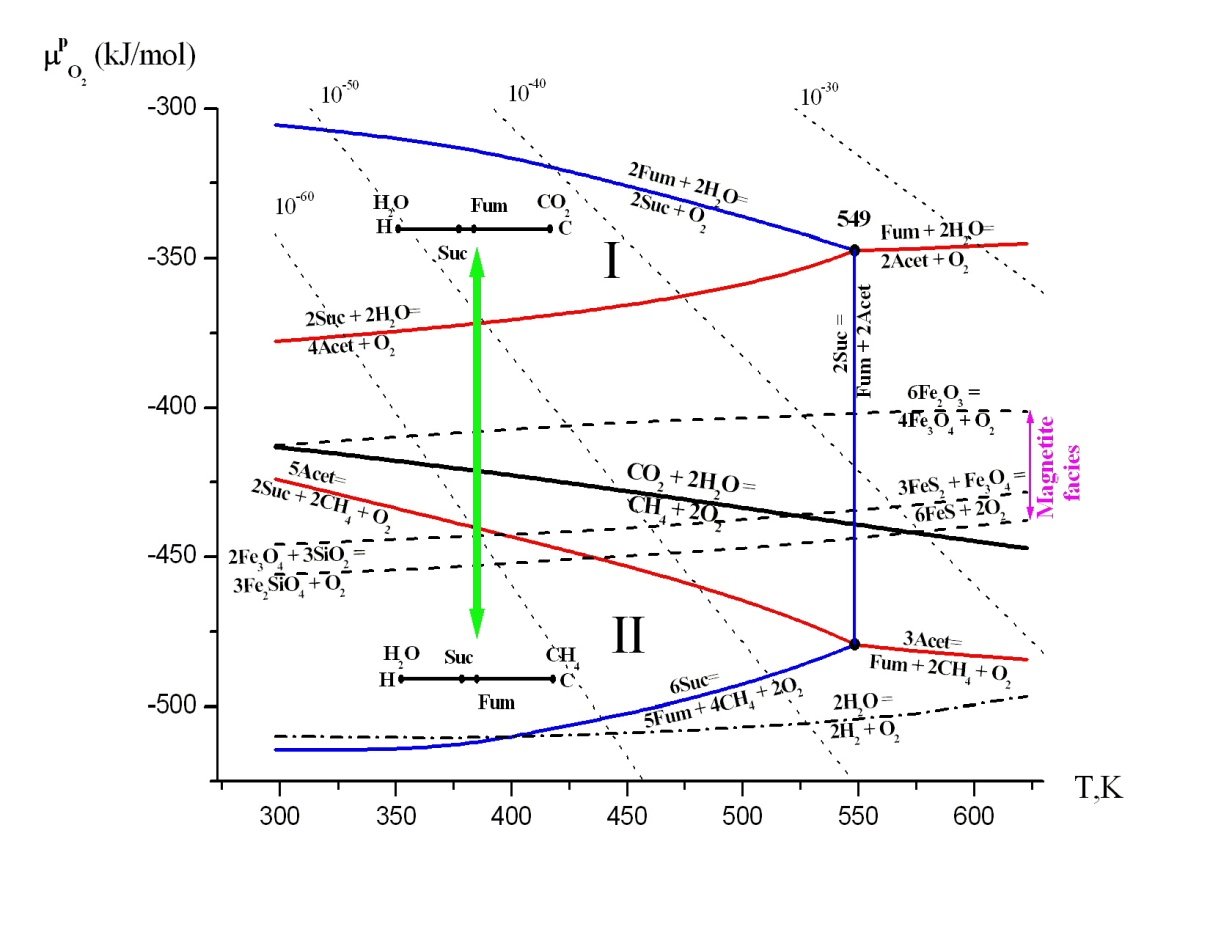 μᵖO₂ (kJ/mol)
10⁻⁵⁰
10⁻⁴⁰
10⁻³⁰
-300
10⁻⁶⁰
H₂O
Fum
CO₂
H
C
Suc
I
2Fum + 2H₂O=
2Suc + O₂
549
Fum + 2H₂O=
2Acet + O₂
-350
2Suc + 2H₂O=
4Acet + O₂
2Suc =
Fum + 2Acet
-400
6Fe₂O₃ =
4Fe₃O₄ + O₂
Magnetite
facies
5Acet=
2Suc + 2CH₄ + O₂
CO₂ + 2H₂O=
CH₄ + 2O₂
3FeS₂ + Fe₃O₄ =
6FeS + 2O₂
-450
2Fe₃O₄ + 3SiO₂ =
3Fe₂SiO₄ + O₂
II
H₂O
Suc
CH₄
H
C
Fum
3Acet=
Fum + 2CH₄ + O₂
6Suc=
5Fum + 4CH₄ + 2O₂
-500
2H₂O=
2H₂ + O₂
T,K
300
350
400
450
500
550
600